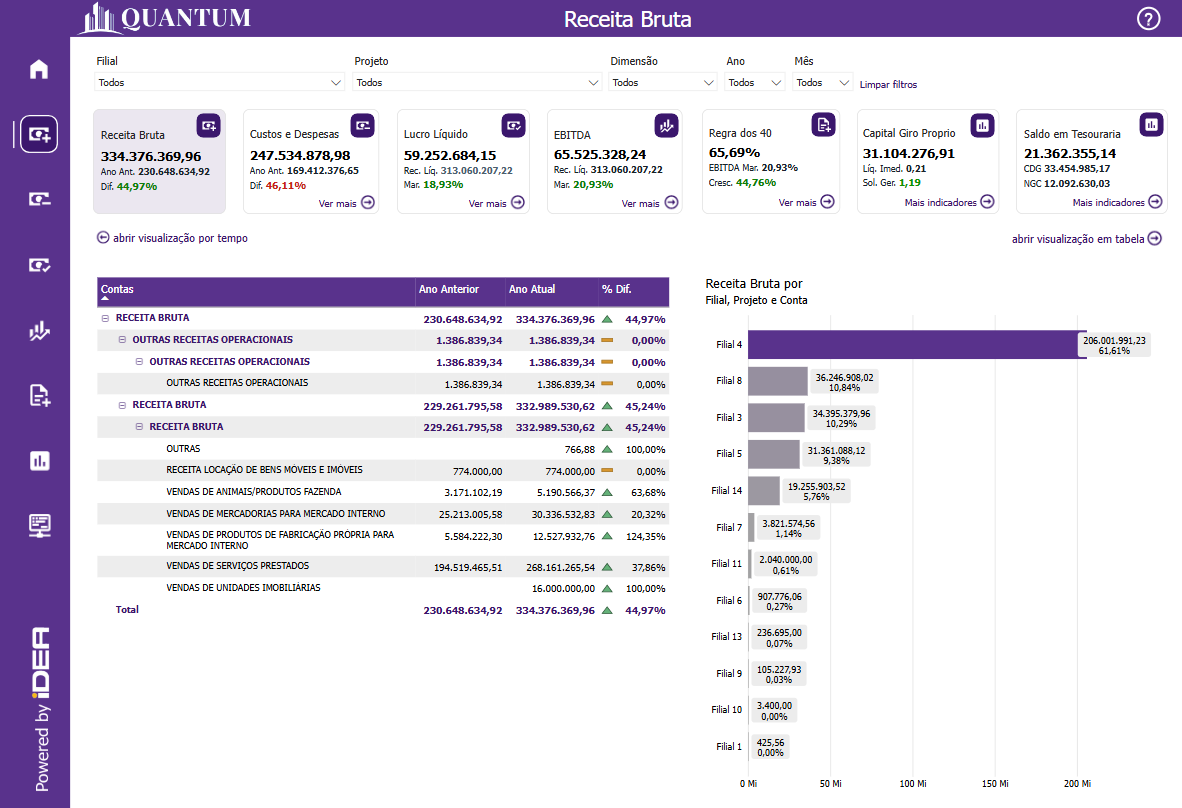 QUANTUM
Receita Bruta
?
Filial
Projeto
Dimensão
Ano
Mês
Todos
Todos
Todos
Todos
Todos
Limpar filtros
Receita Bruta
334.376.369,96
Ano Ant. 230.648.634,92
Dif. 44,97%
Custos e Despesas
247.534.878,98
Ano Ant. 169.412.376,65
Dif. 46,11%
Ver mais
Lucro Líquido
59.252.684,15
Rec. Líq. 313.060.207,22
Mar. 18,93%
Ver mais
EBITDA
65.525.328,24
Rec. Líq. 313.060.207,22
Mar. 20,93%
Ver mais
Regra dos 40
65,69%
EBITDA Mar. 20,93%
Cresc. 44,76%
Ver mais
Capital Giro Proprio
31.104.276,91
Líq. Imed. 0,21
Sol. Ger. 1,19
Mais indicadores
Saldo em Tesouraria
21.362.355,14
CDG 33.454.985,17
NGC 12.092.630,03
Mais indicadores
abrir visualização por tempo
abrir visualização em tabela
Contas Ano Anterior Ano Atual % Dif.
RECEITA BRUTA 230.648.634,92 334.376.369,96 44,97%
OUTRAS RECEITAS OPERACIONAIS 1.386.839,34 1.386.839,34 0,00%
OUTRAS RECEITAS OPERACIONAIS 1.386.839,34 1.386.839,34 0,00%
OUTRAS RECEITAS OPERACIONAIS 1.386.839,34 1.386.839,34 0,00%
RECEITA BRUTA 229.261.795,58 332.989.530,62 45,24%
RECEITA BRUTA 229.261.795,58 332.989.530,62 45,24%
OUTRAS 766,88 100,00%
RECEITA LOCAÇÃO DE BENS MÓVEIS E IMÓVEIS 774.000,00 774.000,00 0,00%
VENDAS DE ANIMAIS/PRODUTOS FAZENDA 3.171.102,19 5.190.566,37 63,68%
VENDAS DE MERCADORIAS PARA MERCADO INTERNO 25.213.005,58 30.336.532,83 20,32%
VENDAS DE PRODUTOS DE FABRICAÇÃO PRÓPRIA PARA 5.584.222,30 12.527.932,76 124,35%
MERCADO INTERNO
VENDAS DE SERVIÇOS PRESTADOS 194.519.465,51 268.161.265,54 37,86%
VENDAS DE UNIDADES IMOBILIÁRIAS 16.000.000,00 100,00%
Total 230.648.634,92 334.376.369,96 44,97%
Receita Bruta por
Filial, Projeto e Conta
Filial 4 206.001.991,23
61,61%
Filial 8 36.246.908,02
10,84%
Filial 3 34.395.379,96
10,29%
Filial 5 31.361.088,12
9,38%
Filial 14 19.255.903,52
5,76%
Filial 7 3.821.574,56
1,14%
Filial 11 2.040.000,00
0,61%
Filial 6 907.776,06
0,27%
Filial 13 236.695,00
0,07%
Filial 9 105.227,93
0,03%
Filial 10 3.400,00
0,00%
Filial 1 425,56
0,00%
0 Mi 50 Mi 100 Mi 150 Mi 200 Mi
Powered by iDEA